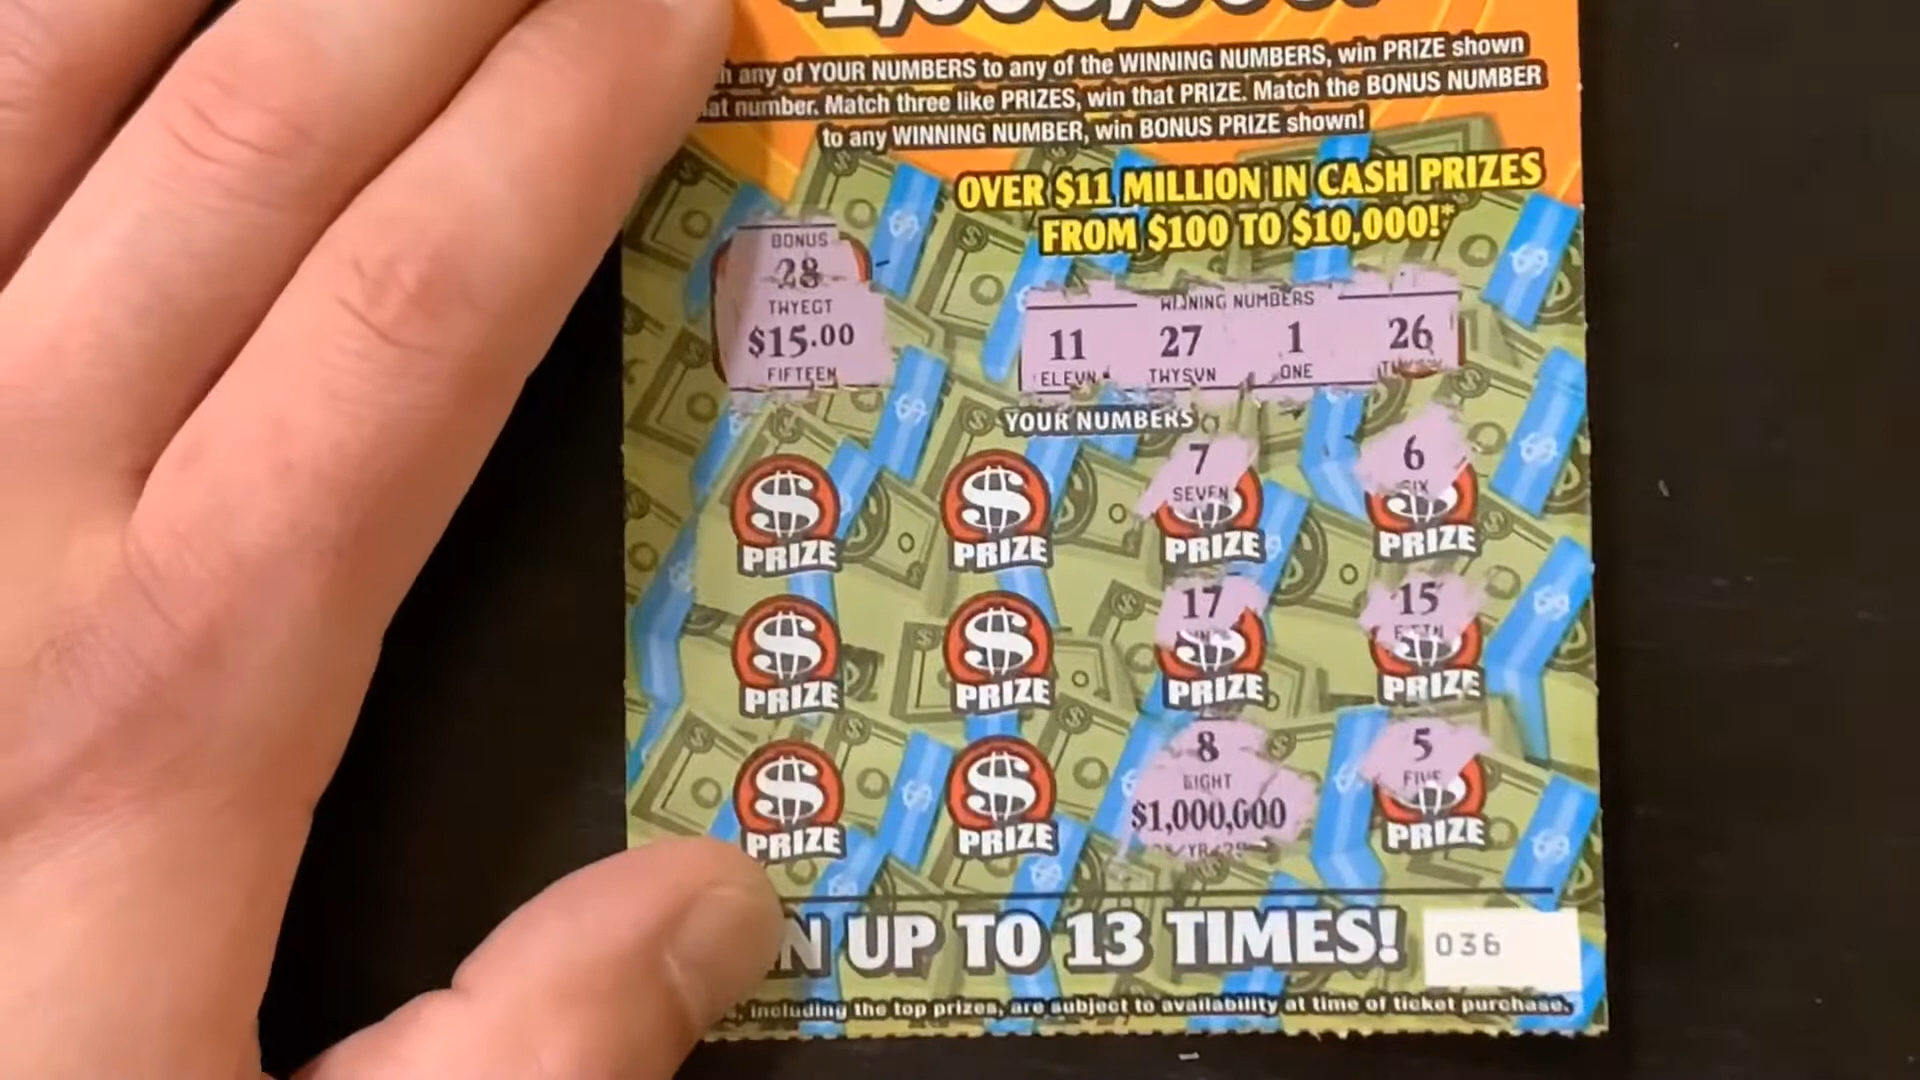 any of YOUR NUMBERS to any of the WINNING NUMBERS, win PRIZE shown
number. Match three like PRIZES, win that PRIZE. Match the BONUS NUMBER
to any WINNING NUMBER, win BONUS PRIZE shown!
OVER $11 MILLION IN CASH PRIZES
FROM $100 TO $10,000!*
BONUS
28
TWYEGT
$15.00
FIFTEEN
WINNING NUMBERS
11 27 1 26
ELEVN TWYSVN ONE
YOUR NUMBERS
7 6
SEVEN SIX
PRIZE PRIZE PRIZE PRIZE
17 15
PRIZE PRIZE PRIZE PRIZE
8 5
EIGHT FIVE
$1,000,000
PRIZE PRIZE PRIZE
UP TO 13 TIMES! 036
including the top prizes, are subject to availability at time of ticket purchase.